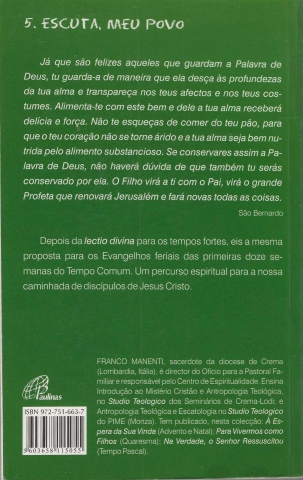 5. ESCUTA, MEU POVO
Já que são felizes aqueles que guardam a Palavra de
Deus, tu guarda-a de maneira que ela desça às profundezas
da tua alma e transpareça nos teus afectos e nos teus cos-
tumes. Alimenta-te com este bem e dele a tua alma receberá
delícia e força. Não te esqueças de comer do teu pão, para
que o teu coração não se torne árido e a tua alma seja bem nu-
trida pelo alimento substancioso. Se conservares assim a Pa-
lavra de Deus, não haverá dúvida de que também tu serás
conservado por ela. O Filho virá a ti com o Pai, virá o grande
Profeta que renovará Jerusalém e fará novas todas as coisas.
São Bernardo
Depois da lectio divina para os tempos fortes, eis a mesma
proposta para os Evangelhos feriais das primeiras doze se-
manas do Tempo Comum. Um percurso espiritual para a nossa
caminhada de discípulos de Jesus Cristo.
FRANCO MANENTI, sacerdote da diocese de Crema
(Lombardia, Itália), é director do Ofício para a Pastoral Fa-
miliar e responsável pelo Centro de Espiritualidade. Ensina
Introdução ao Mistério Cristão e Antropologia Teológica,
no Studio Teologico dos Seminários de Crema-Lodi; e
Antropologia Teológica e Escatologia no Studio Teologico
do PIME (Monza). Tem publicado, nesta colecção: À Es-
pera da Sua Vinda (Advento e Natal); Para Vivermos como
Filhos (Quaresma); Na Verdade, o Senhor Ressuscitou
(Tempo Pascal).
Paulinas
ISBN 972-751-663-7
9603658115055